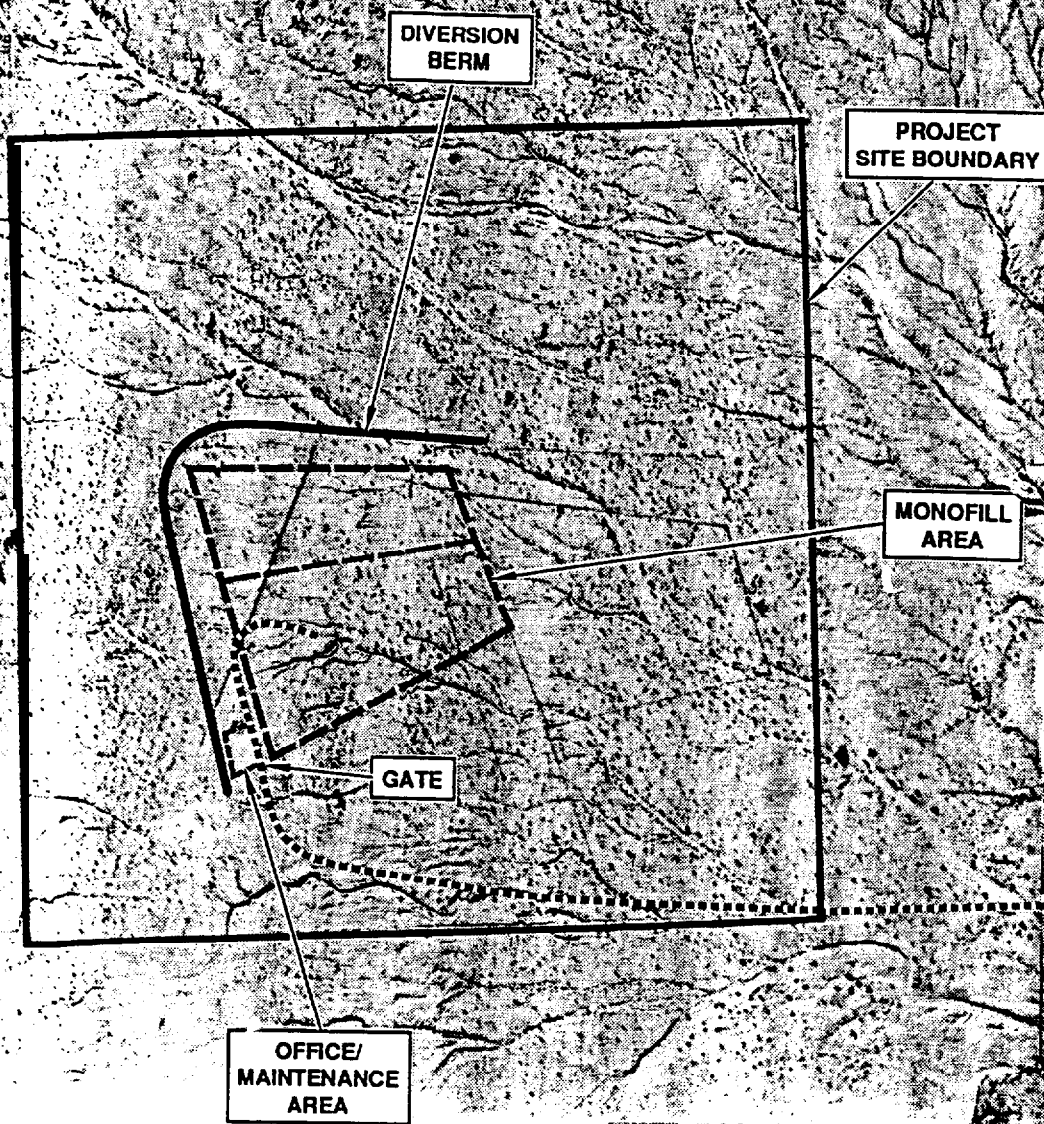 DIVERSION
BERM
PROJECT
SITE BOUNDARY
MONOFILL
AREA
GATE
OFFICE/
MAINTENANCE
AREA